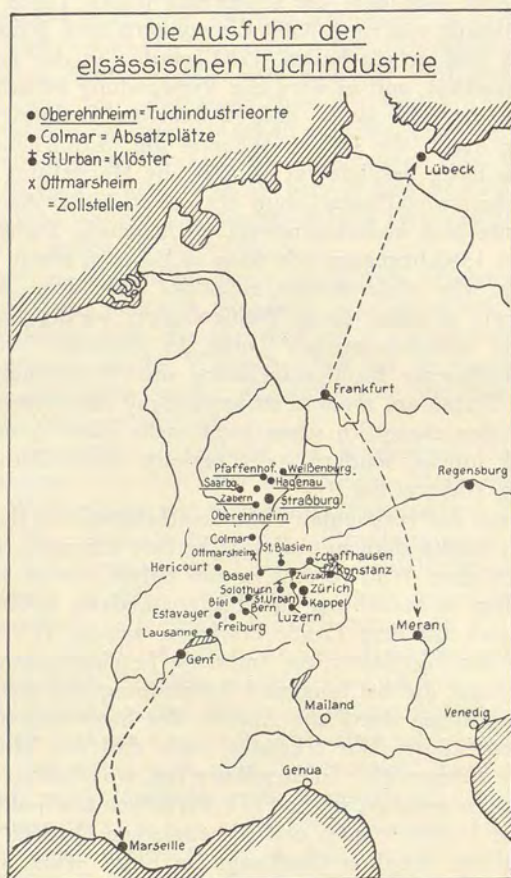 Die Ausfuhr der
elsässischen Tuchindustrie
Oberehnheim = Tuchindustrieorte
Colmar = Absatzplätze
St. Urban = Klöster
x Ottmarsheim
= Zollstellen
Lübeck
Frankfurt
Pfaffenhof.
Weißenburg
Saarbg.
Hagenau
Zabern
Straßburg
Oberehnheim
Regensburg
Colmar
Ottmarsheim
St. Blasien
Schaffhausen
Hericourt
Basel
Zurzach
Konstanz
Solothurn
St. Urban
Zürich
Biel
Bern
Kappel
Estavayer
Freiburg
Luzern
Lausanne
Meran
Genf
Mailand
Venedig
Genua
Marseille